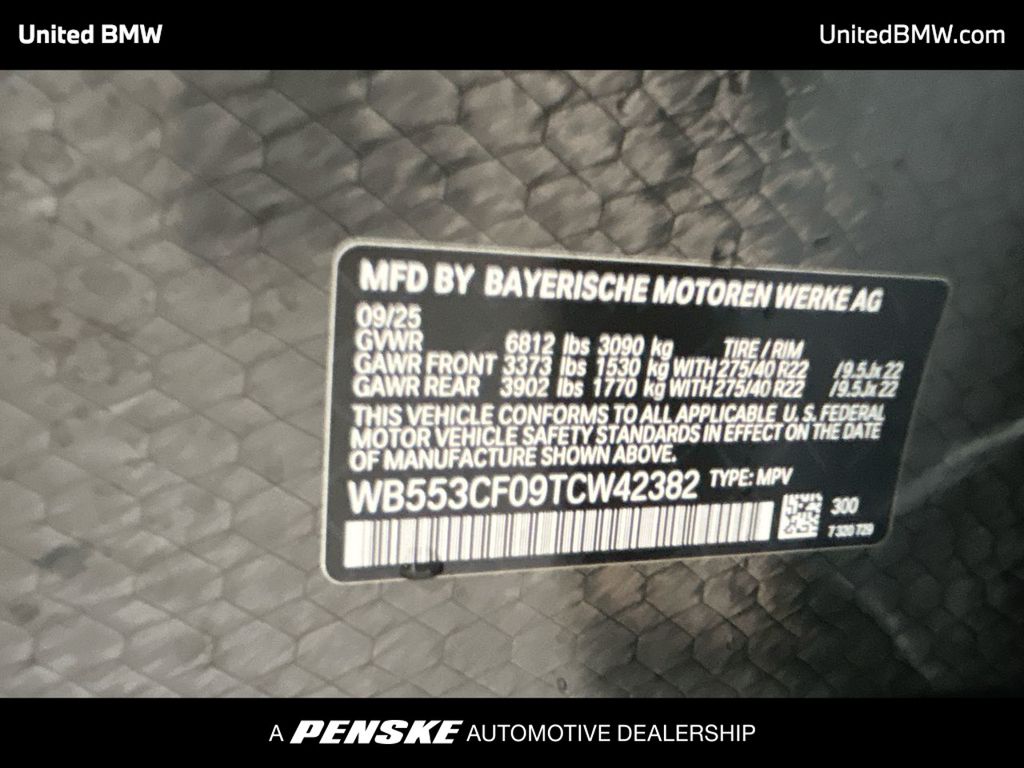 United BMW
UnitedBMW.com
MFD BY BAYERISCHE MOTOREN WERKE AG
09/25
GVWR 6812 lbs 3090 kg TIRE / RIM
GAWR FRONT 3373 lbs 1530 kg WITH 275/40 R22 /9.5Jx22
GAWR REAR 3902 lbs 1770 kg WITH 275/40 R22 /9.5Jx22
THIS VEHICLE CONFORMS TO ALL APPLICABLE U.S. FEDERAL
MOTOR VEHICLE SAFETY STANDARDS IN EFFECT ON THE DATE
OF MANUFACTURE SHOWN ABOVE.
WB553CF09TCW42382 TYPE: MPV
300
A PENSKE AUTOMOTIVE DEALERSHIP